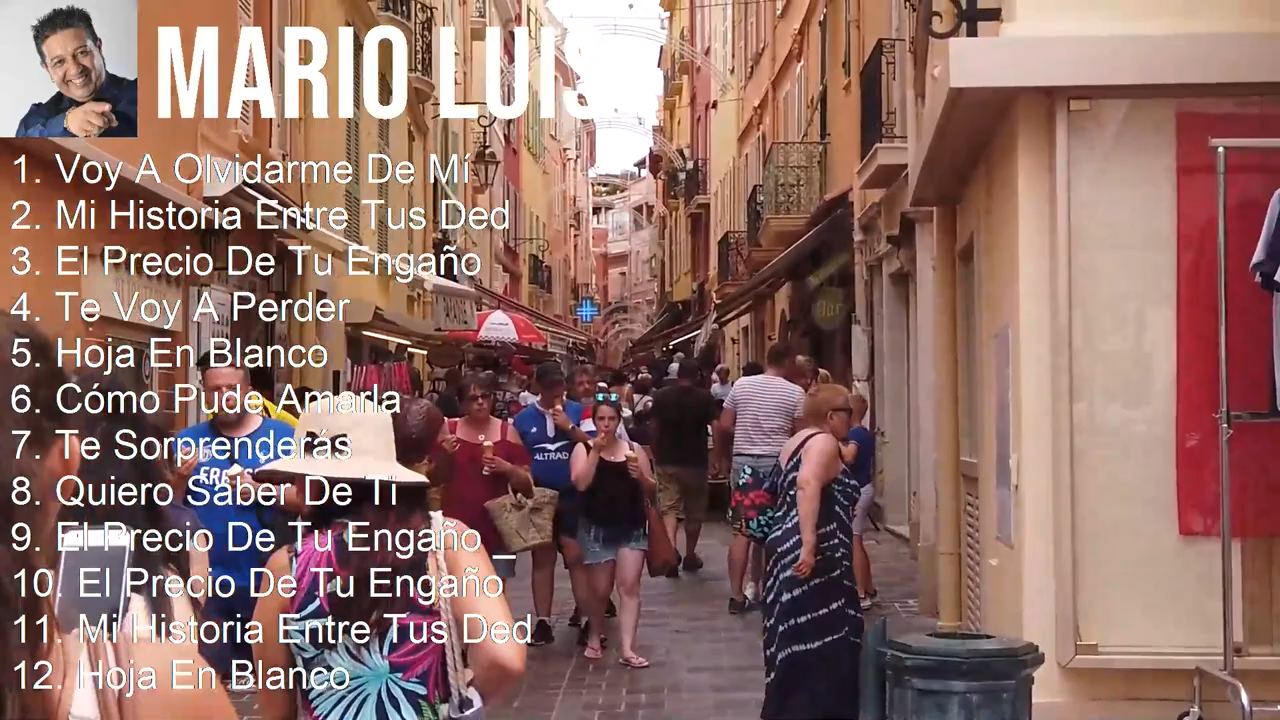 MARIO LUIS
1. Voy A Olvidarme De Mí
2. Mi Historia Entre Tus Ded
3. El Precio De Tu Engaño
4. Te Voy A Perder
5. Hoja En Blanco
6. Cómo Pude Amarla
7. Te Sorprenderás
8. Quiero Saber De Ti
9. El Precio De Tu Engaño _
10. El Precio De Tu Engaño
11. Mi Historia Entre Tus Ded
12. Hoja En Blanco
Bar
ALTRAD